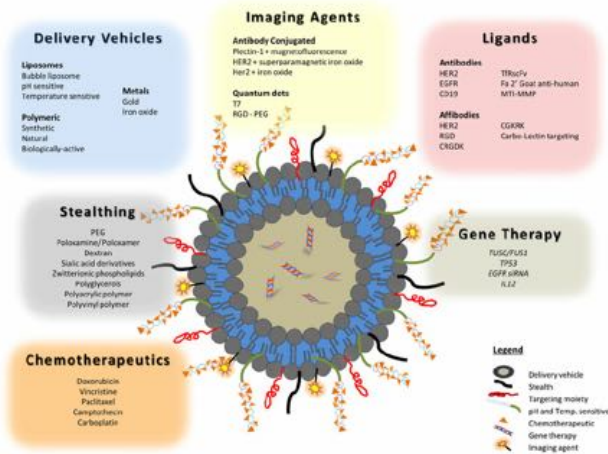 Delivery Vehicles
Liposomes
Bubble liposome
pH sensitive
Temperature sensitive
Polymeric
Synthetic
Natural
Biologically-active
Metals
Gold
Iron oxide
Imaging Agents
Antibody Conjugated
Plectin-1 + magnetofluorescence
HER2 + superparamagnetic iron oxide
Her2 + iron oxide
Quantum dots
T7
RGD - PEG
Ligands
Antibodies
HER2
EGFR
CD19
TfRscFv
Fa 2' Goat anti-human
MTI-MMP
Affibodies
HER2
RGD
CRGDK
CGKRK
Carbo-Lectin targeting
Stealthing
PEG
Poloxamine/Poloxamer
Dextran
Sialic acid derivatives
Zwitterionic phospholipids
Polyglycerols
Polyacrylic polymer
Polyvinyl polymer
Gene Therapy
TUSC/FUS1
TP53
EGFR siRNA
IL12
Chemotherapeutics
Doxorubicin
Vincristine
Paclitaxel
Camptothecin
Carboplatin
Legend
Delivery vehicle
Stealth
Targeting moiety
pH and Temp. sensitive
Chemotherapeutic
Gene therapy
Imaging agent